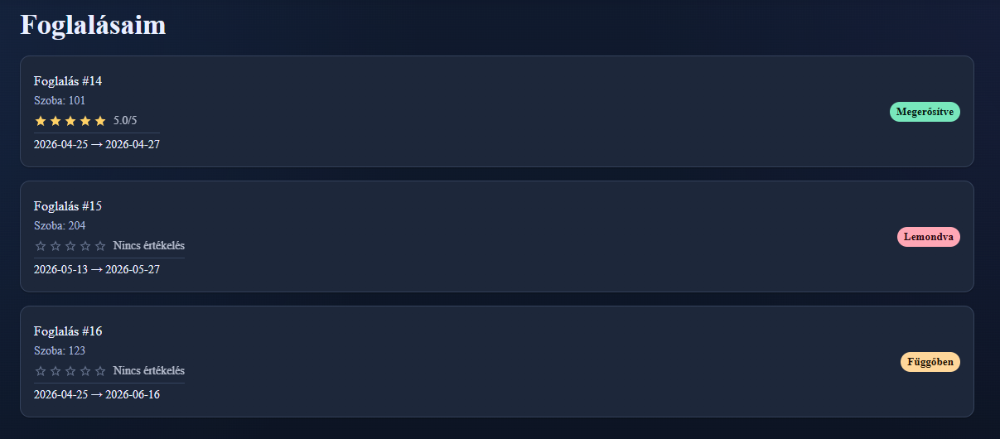 Foglalásaim
Foglalás #14
Szoba: 101
5.0/5
Megerősítve
2026-04-25 → 2026-04-27
Foglalás #15
Szoba: 204
Nincs értékelés
Lemondva
2026-05-13 → 2026-05-27
Foglalás #16
Szoba: 123
Nincs értékelés
Függőben
2026-04-25 → 2026-06-16